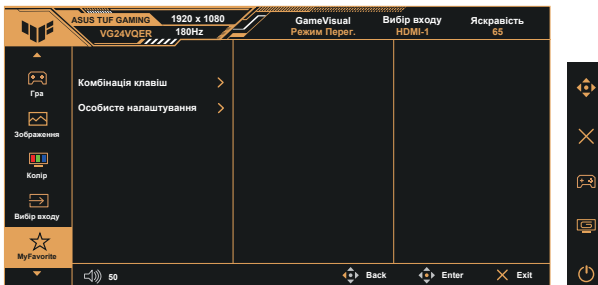 ASUS TUF GAMING 1920 x 1080
VG24VQER 180Hz
GameVisual Вибір входу Яскравість
Режим Перег. HDMI-1 65
Гра
Комбінація клавіш
Особисте налаштування
Зображення
Колір
Вибір входу
MyFavorite
50 Back Enter Exit